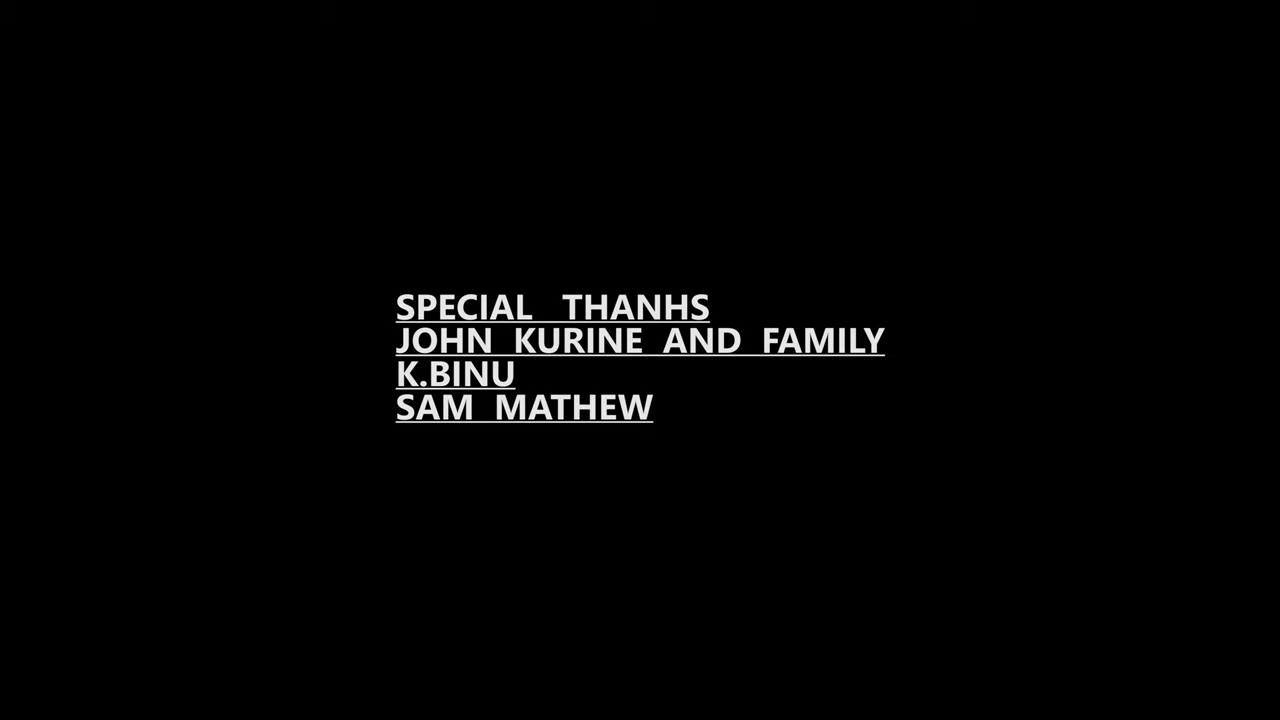 SPECIAL THANHS
JOHN KURINE AND FAMILY
K.BINU
SAM MATHEW